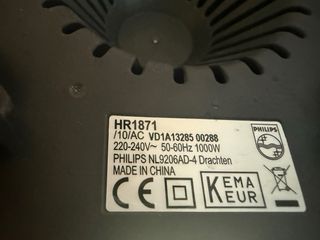 HR1871
/10/AC VD1A13285 00288
220-240V~ 50-60Hz 1000W
PHILIPS NL9206AD-4 Drachten
MADE IN CHINA
PHILIPS
CE
KEMA
KEUR